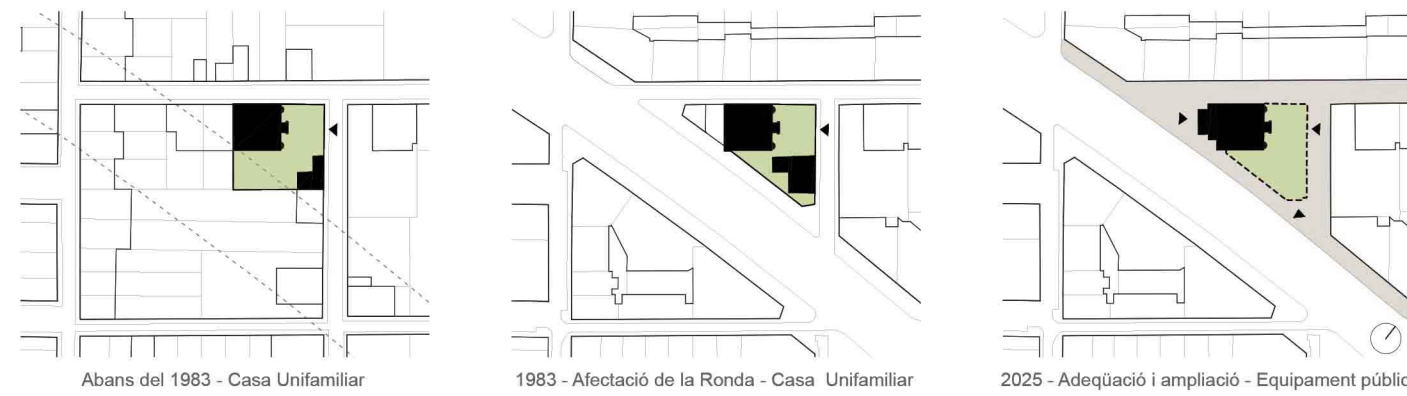 Abans del 1983 - Casa Unifamiliar
1983 - Afectació de la Ronda - Casa Unifamiliar
2025 - Adeqüació i ampliació - Equipament públic